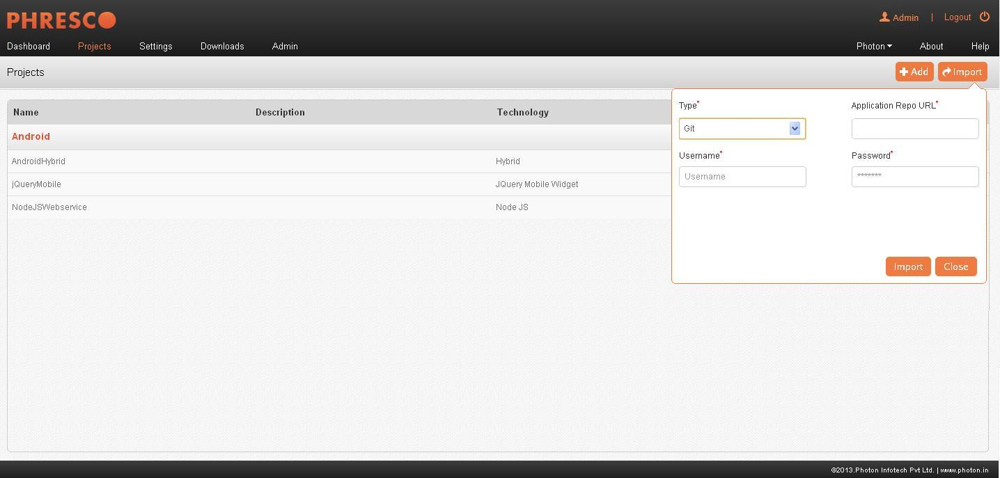 PHRESCO
Admin | Logout
Dashboard Projects Settings Downloads Admin Photon About Help
Projects Add Import
Name Description Technology
Android
AndroidHybrid Hybrid
jQueryMobile JQuery Mobile Widget
NodeJSWebservice Node JS
Type* Application Repo URL*
Git
Username* Password*
Username *******
Import Close
©2013.Photon Infotech Pvt Ltd. | www.photon.in